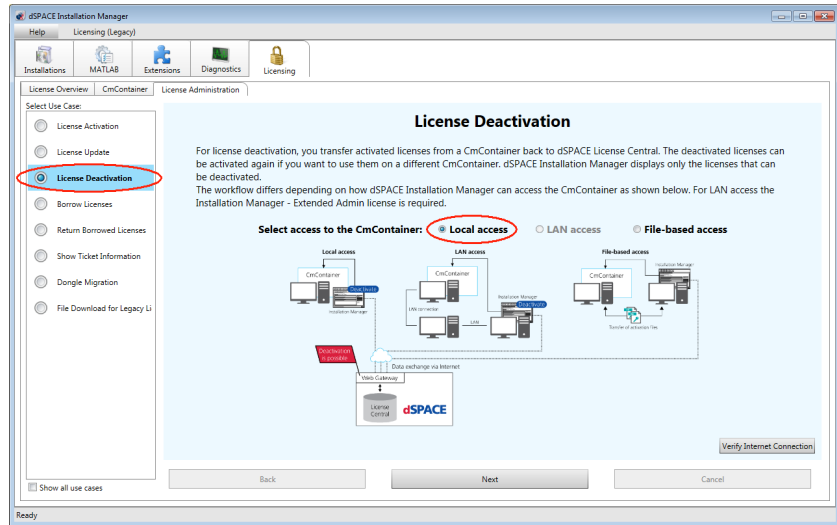 dSPACE Installation Manager
Help Licensing (Legacy)
Installations MATLAB Extensions Diagnostics Licensing
License Overview CmContainer License Administration
Select Use Case:
License Activation
License Update
License Deactivation
Borrow Licenses
Return Borrowed Licenses
Show Ticket Information
Dongle Migration
File Download for Legacy Li
Show all use cases
License Deactivation
For license deactivation, you transfer activated licenses from a CmContainer back to dSPACE License Central. The deactivated licenses can
be activated again if you want to use them on a different CmContainer. dSPACE Installation Manager displays only the licenses that can
be deactivated.
The workflow differs depending on how dSPACE Installation Manager can access the CmContainer as shown below. For LAN access the
Installation Manager - Extended Admin license is required.
Select access to the CmContainer: Local access LAN access File-based access
Local access
CmContainer
Deactivate
Installation Manager
LAN access
CmContainer
Installation Manager
Deactivate
LAN connector
LAN
File-based access
Installation Manager
CmContainer
Transfer of activation files
Deactivation
is possible
Data exchange via Internet
Web Gateway
License
Central
dSPACE
Verify Internet Connection
Back Next Cancel
Ready